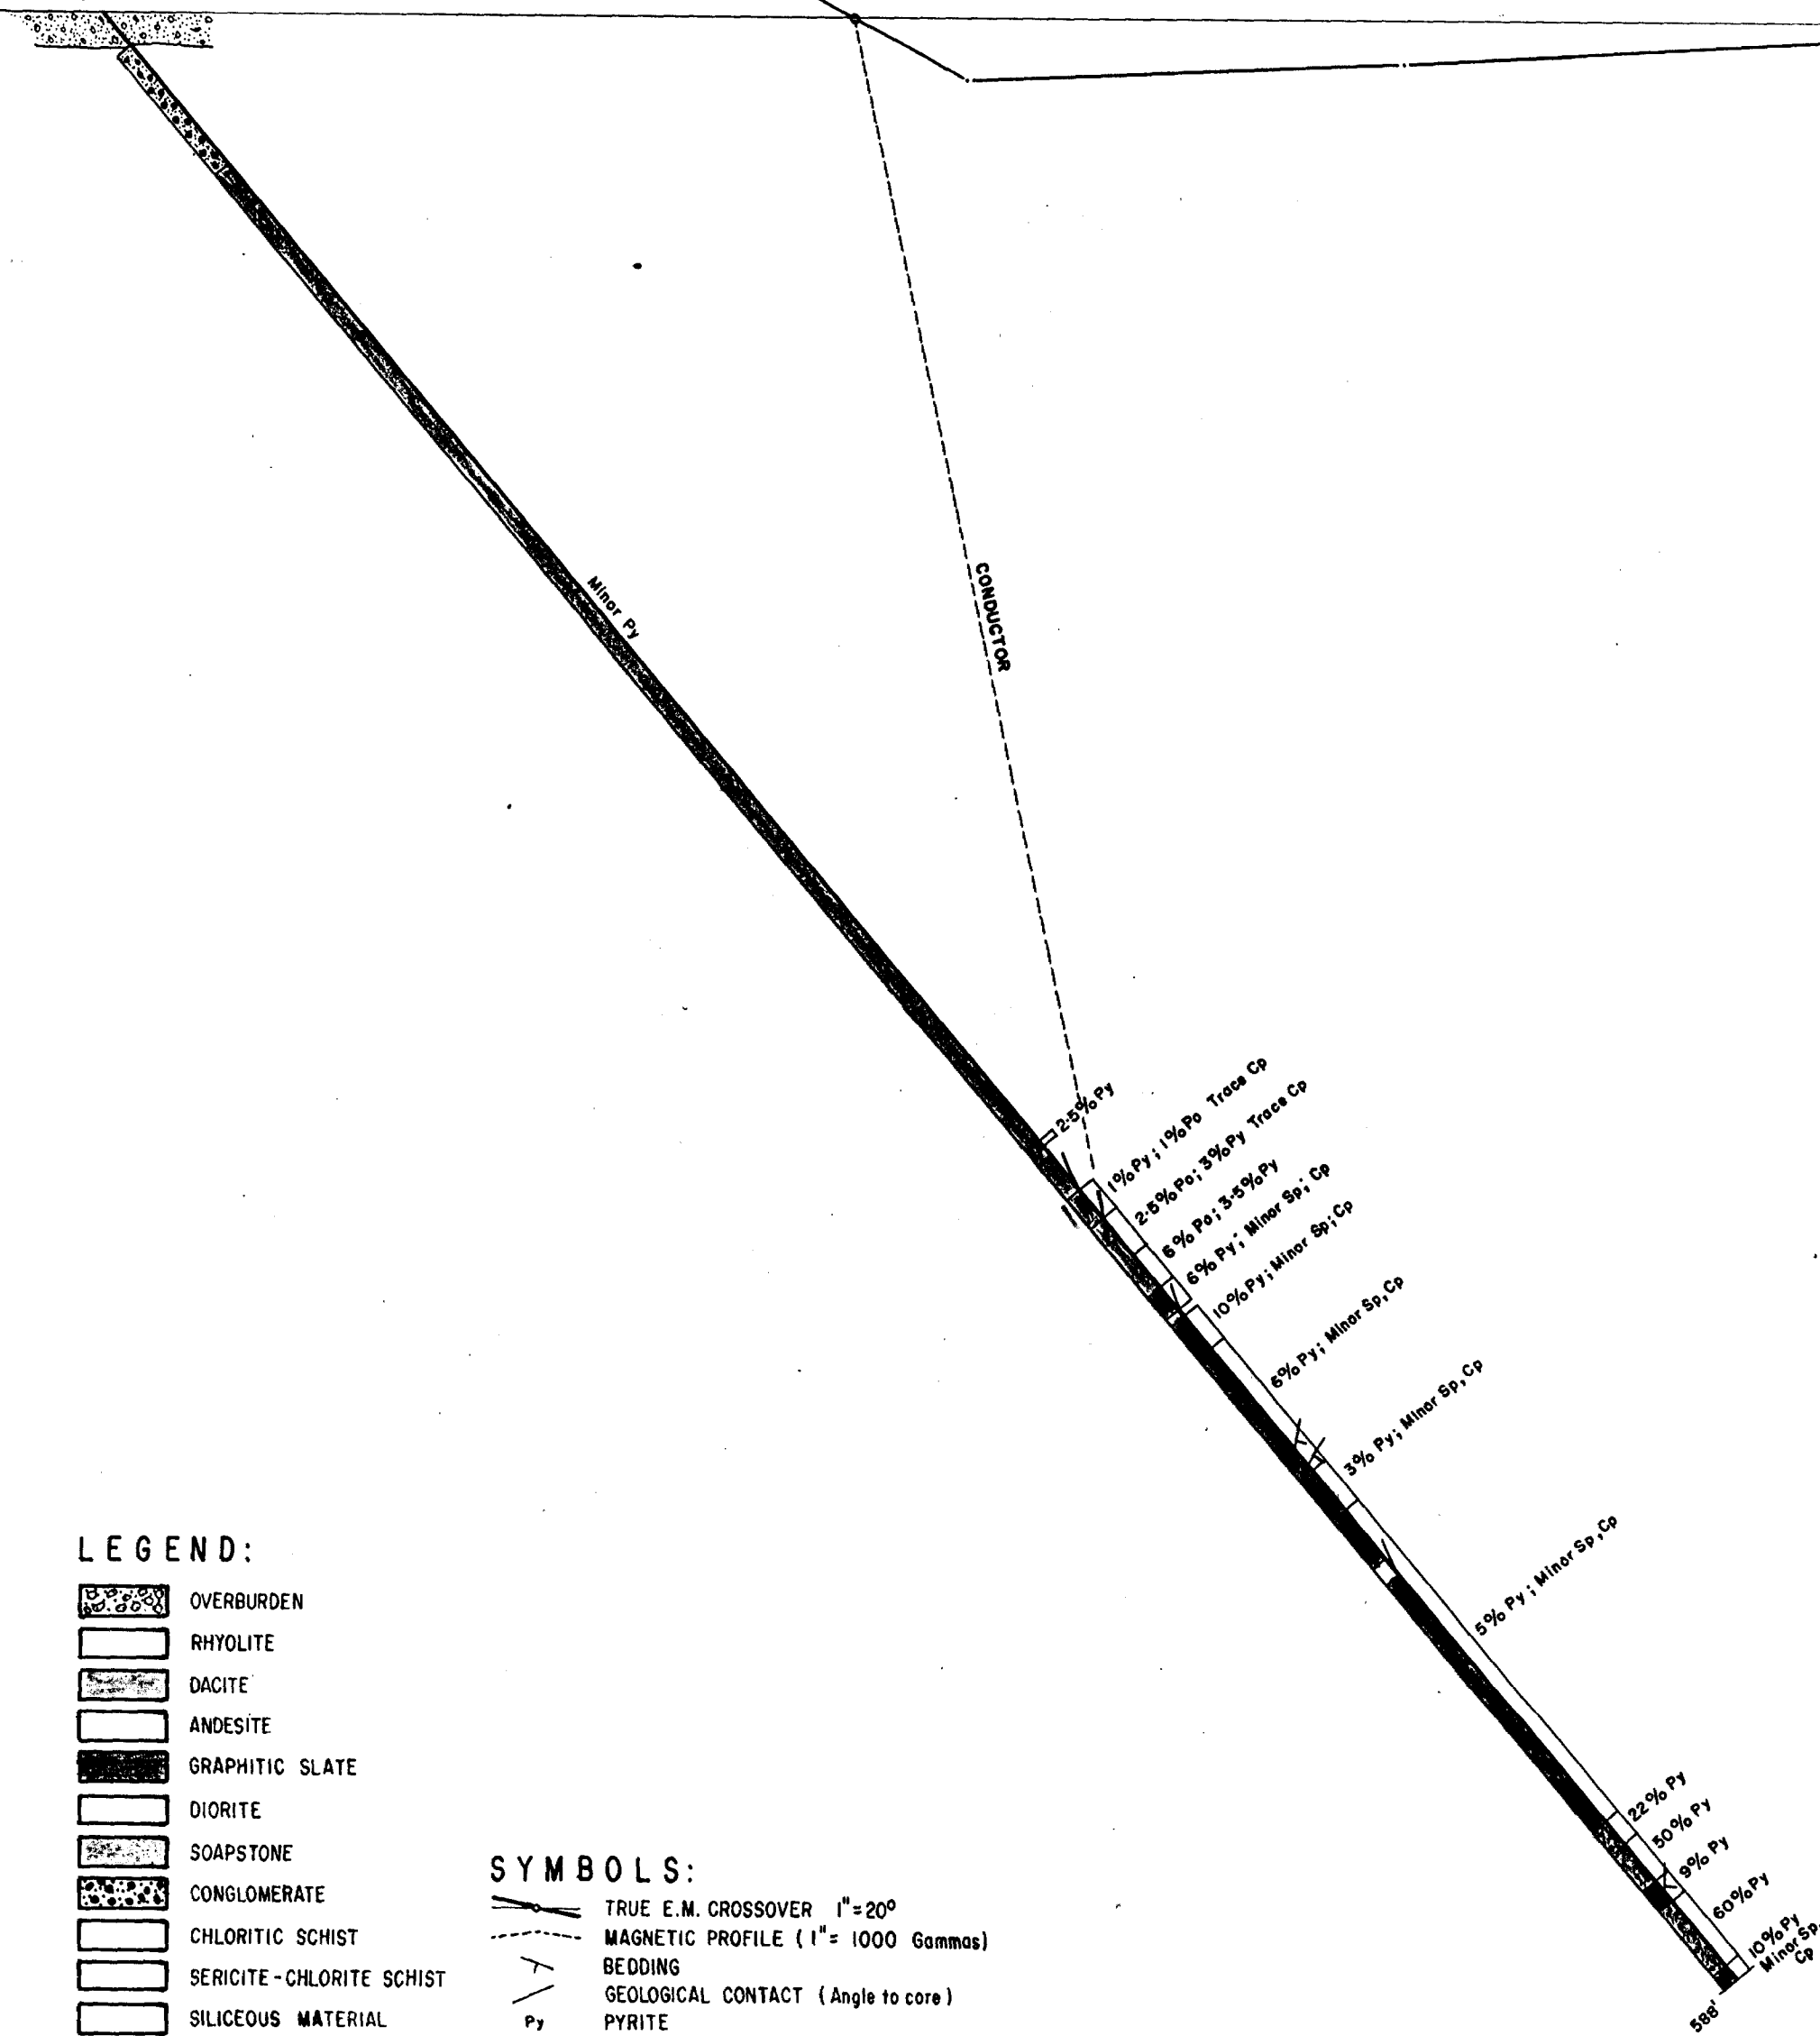 Minor Py
CONDUCTOR
2-5% Py
1% Py ; 1% Po Trace Cp
2-5% Po; 3% Py Trace Cp
6% Po; 3-5% Py
6% Py; Minor Sp; Cp
10% Py; Minor Sp; Cp
5% Py; Minor Sp, Cp
3% Py; Minor Sp, Cp
5% Py ; Minor Sp, Cp
22% Py
50% Py
9% Py
60% Py
10% Py
Minor Sp,
Cp
588'
LEGEND:
OVERBURDEN
RHYOLITE
DACITE
ANDESITE
GRAPHITIC SLATE
DIORITE
SOAPSTONE
CONGLOMERATE
CHLORITIC SCHIST
SERICITE-CHLORITE SCHIST
SILICEOUS MATERIAL
SYMBOLS:
TRUE E.M. CROSSOVER 1"=20°
MAGNETIC PROFILE (1"= 1000 Gammas)
BEDDING
GEOLOGICAL CONTACT (Angle to core)
Py PYRITE